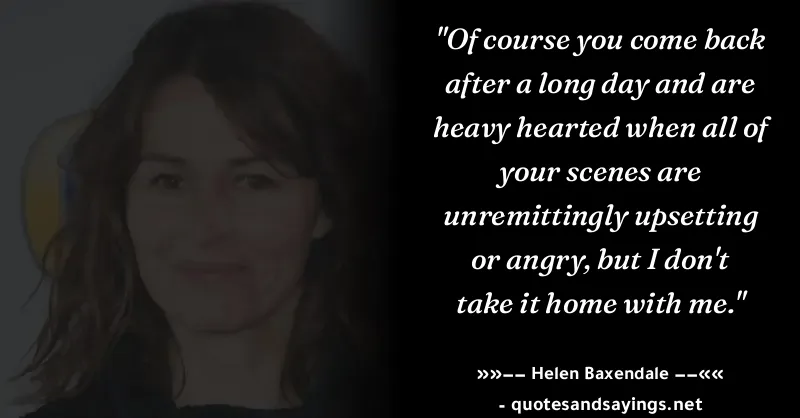 "Of course you come back
after a long day and are
heavy hearted when all of
your scenes are
unremittingly upsetting
or angry, but I don't
take it home with me."
»»–– Helen Baxendale ––««
- quotesandsayings.net